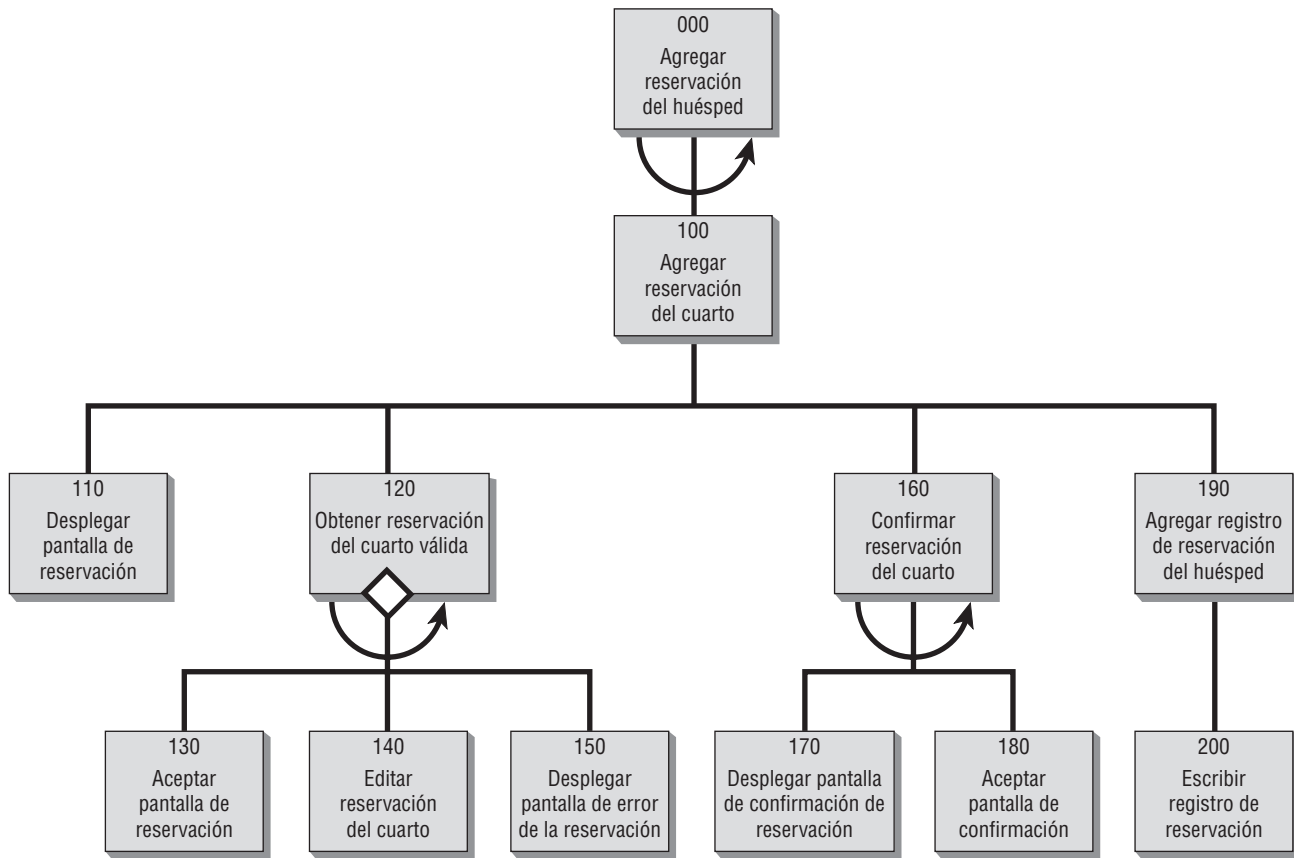 000
Agregar
reservación
del huésped
100
Agregar
reservación
del cuarto
110
Desplegar
pantalla de
reservación
120
Obtener reservación
del cuarto válida
160
Confirmar
reservación
del cuarto
190
Agregar registro
de reservación
del huésped
130
Aceptar
pantalla de
reservación
140
Editar
reservación
del cuarto
150
Desplegar
pantalla de error
de la reservación
170
Desplegar pantalla
de confirmación de
reservación
180
Aceptar
pantalla de
confirmación
200
Escribir
registro de
reservación